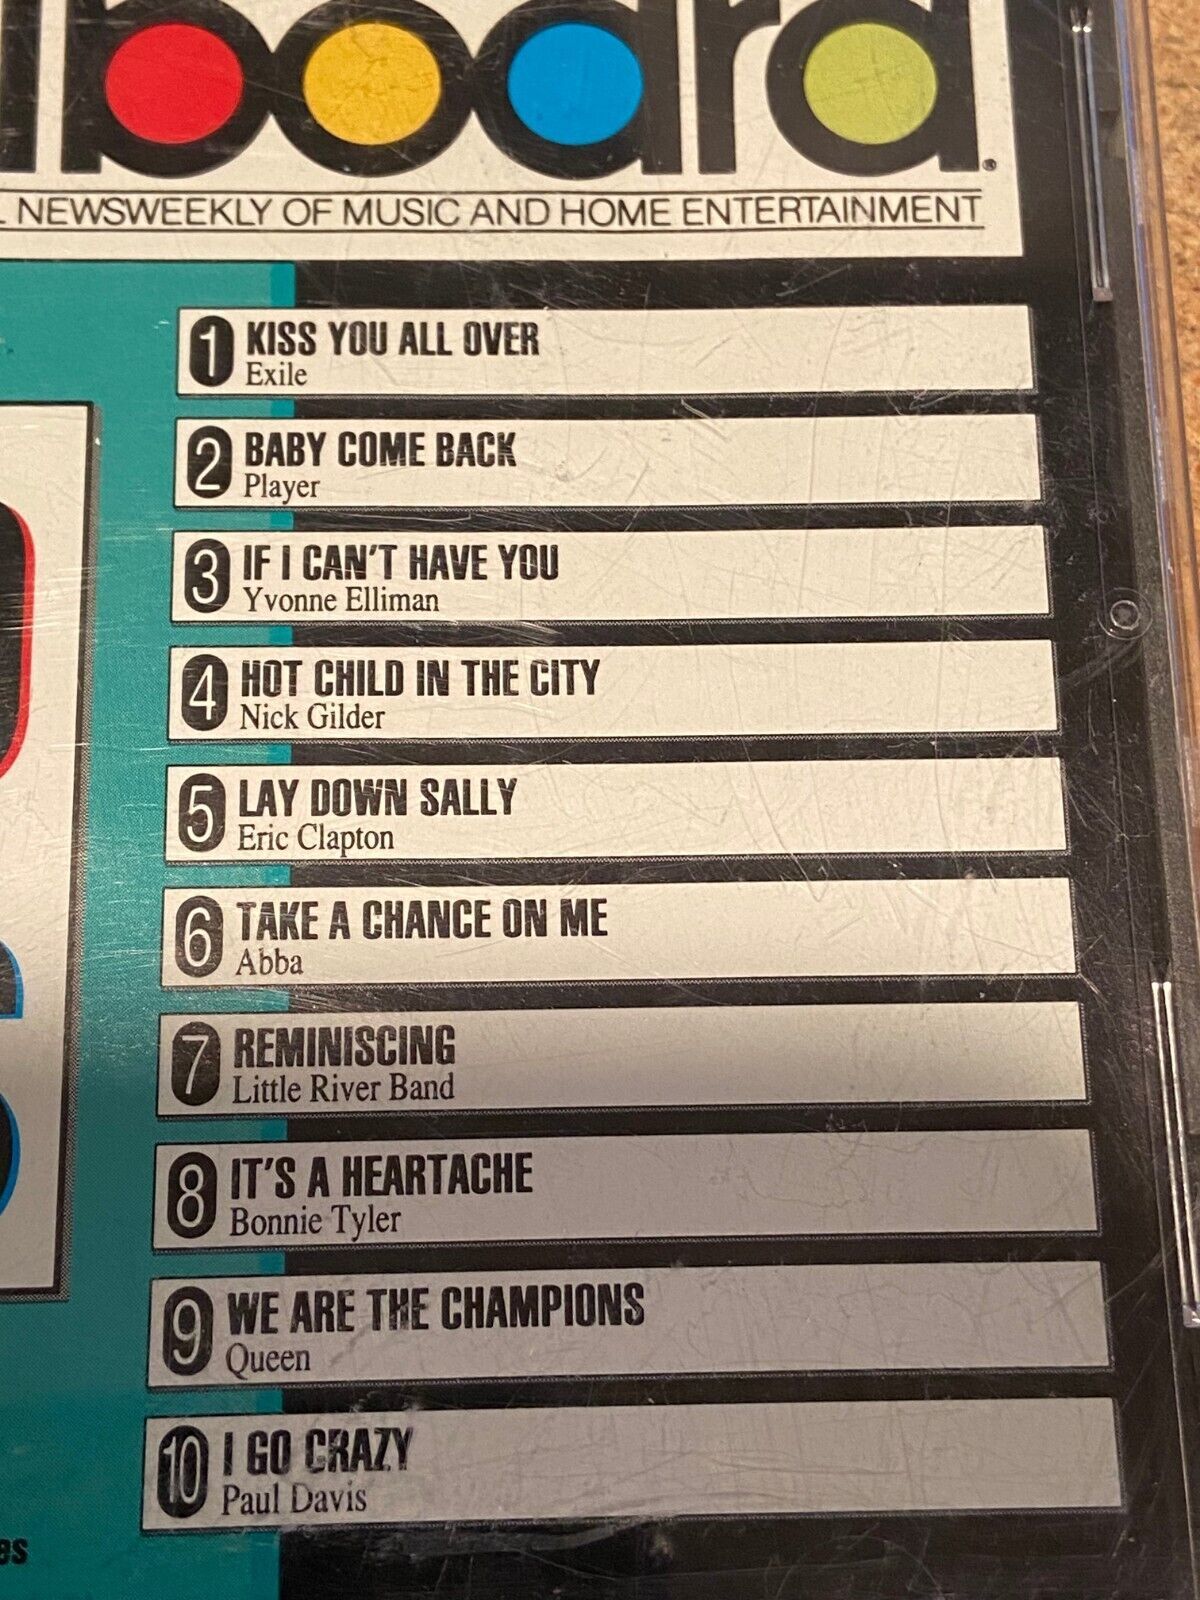 board.
NEWSWEEKLY OF MUSIC AND HOME ENTERTAINMENT
1 KISS YOU ALL OVER
Exile
2 BABY COME BACK
Player
3 IF I CAN'T HAVE YOU
Yvonne Elliman
4 HOT CHILD IN THE CITY
Nick Gilder
5 LAY DOWN SALLY
Eric Clapton
6 TAKE A CHANCE ON ME
Abba
7 REMINISCING
Little River Band
8 IT'S A HEARTACHE
Bonnie Tyler
9 WE ARE THE CHAMPIONS
Queen
10 I GO CRAZY
Paul Davis